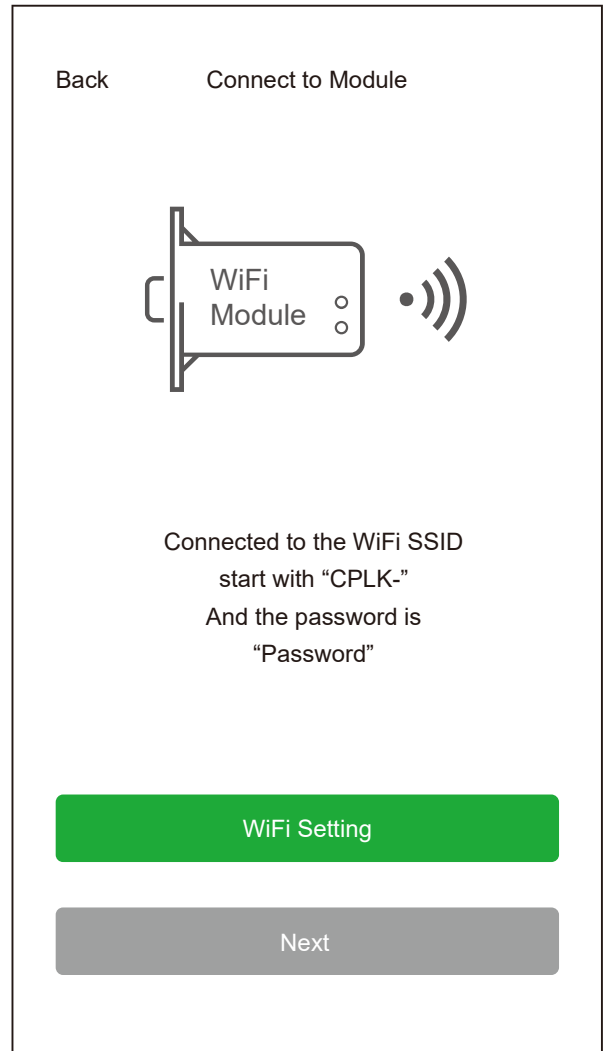 Back Connect to Module
WiFi
Module
Connected to the WiFi SSID
start with “CPLK-”
And the password is
“Password”
WiFi Setting
Next